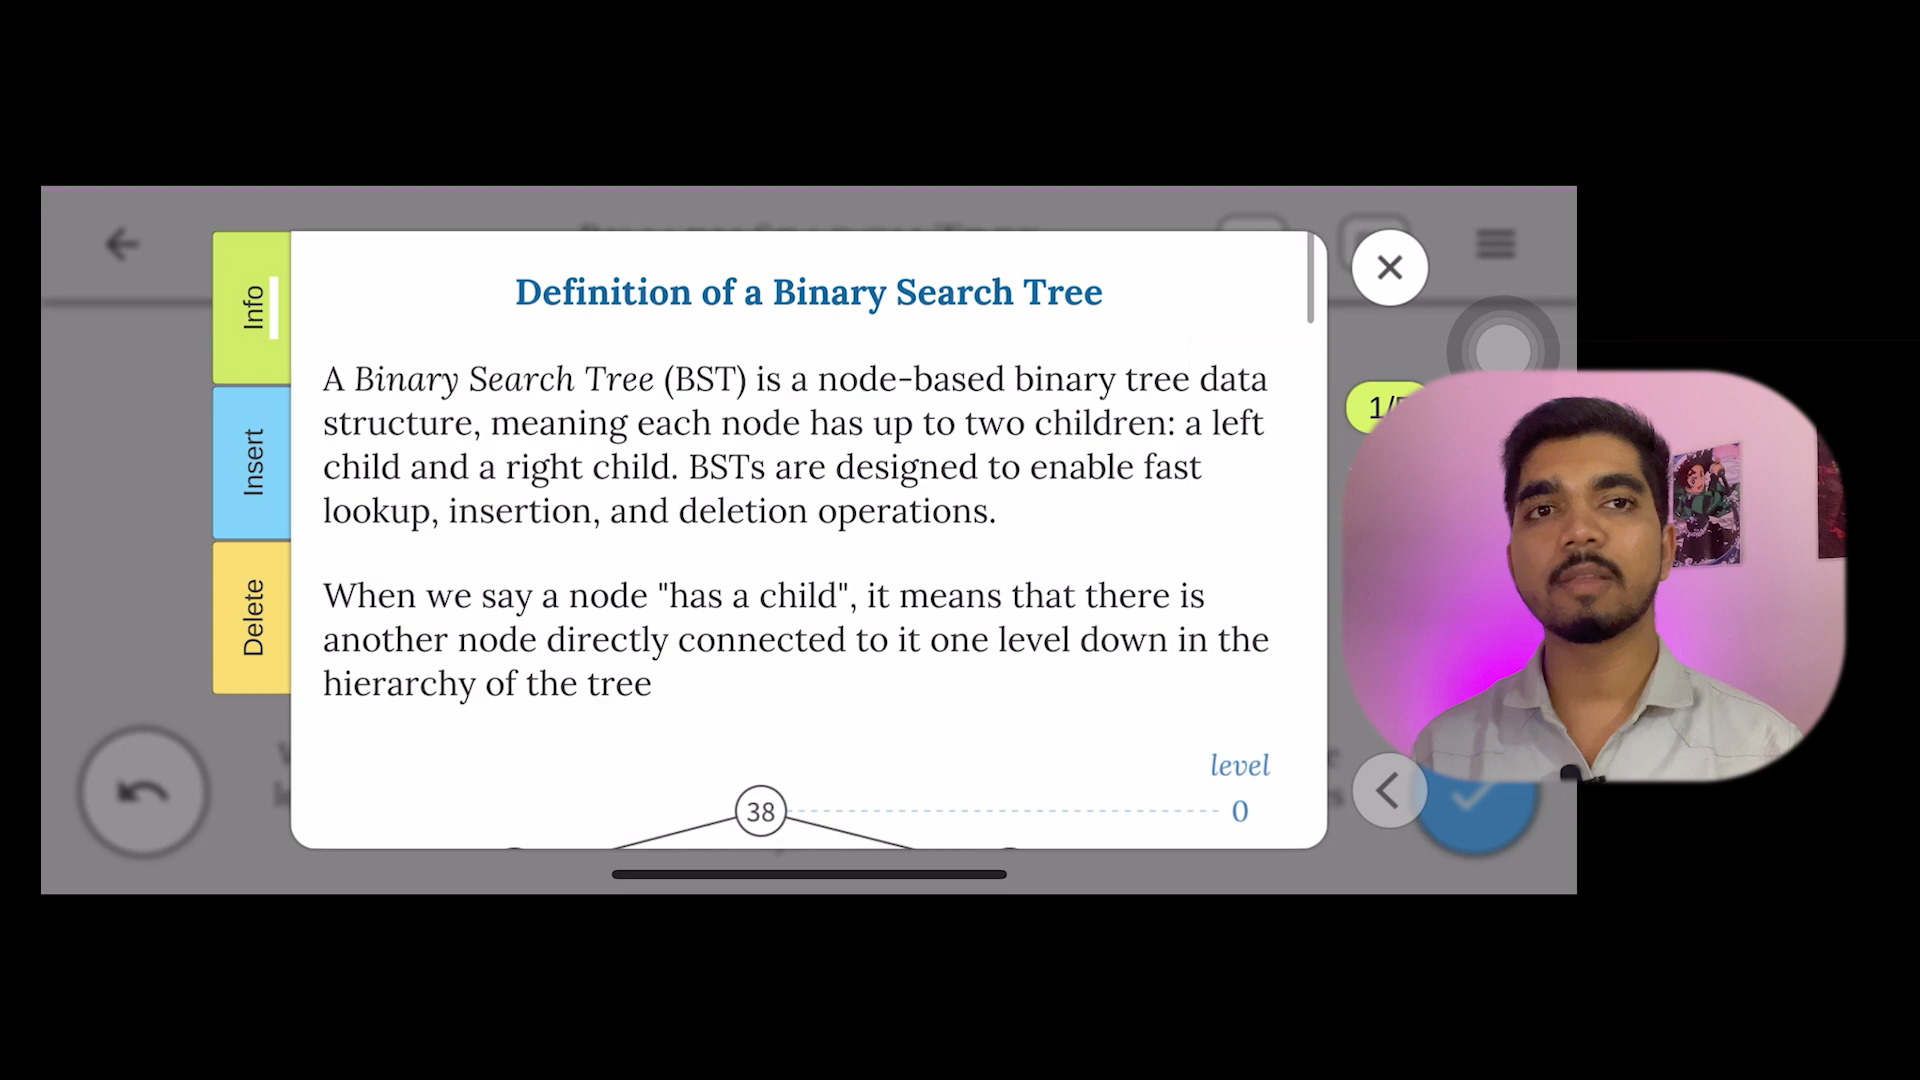 Info
Insert
Delete
Definition of a Binary Search Tree
A Binary Search Tree (BST) is a node-based binary tree data
structure, meaning each node has up to two children: a left
child and a right child. BSTs are designed to enable fast
lookup, insertion, and deletion operations.
When we say a node "has a child", it means that there is
another node directly connected to it one level down in the
hierarchy of the tree
level
38
0